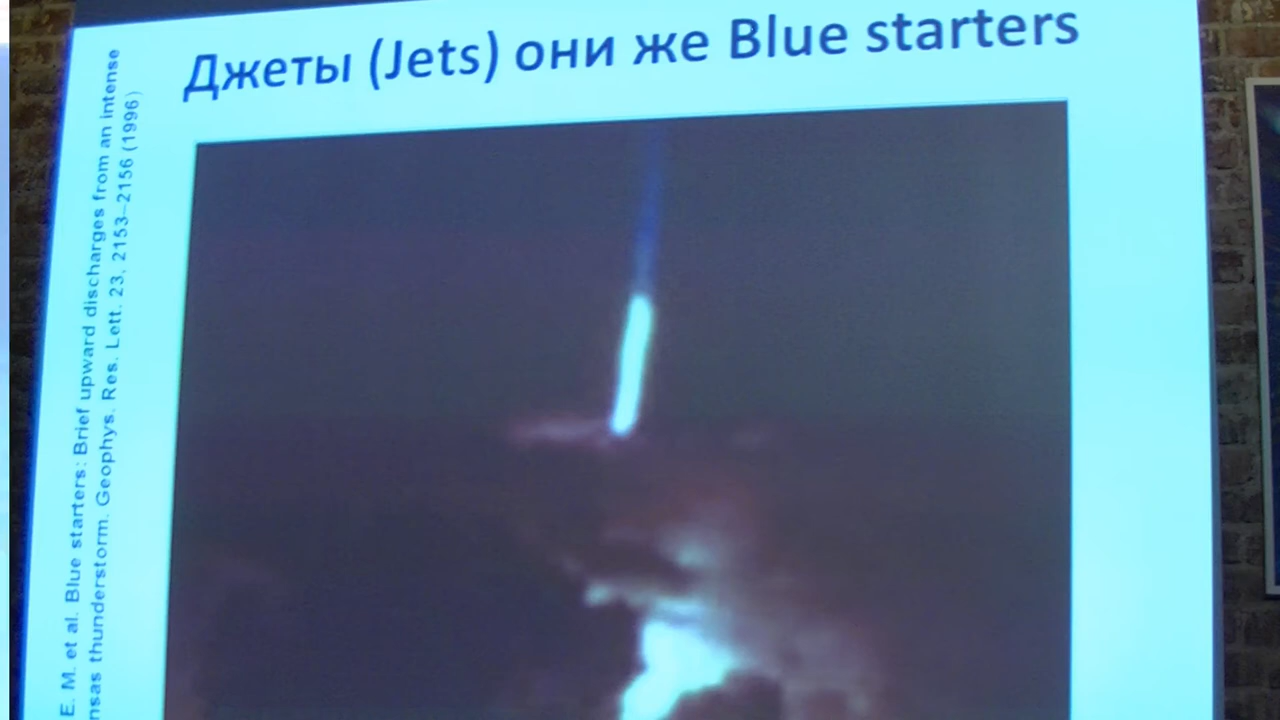 Джеты (Jets) они же Blue starters
E. M. et al. Blue starters: Brief upward discharges from an intense
nsas thunderstorm. Geophys. Res. Lett. 23, 2153–2156 (1996)